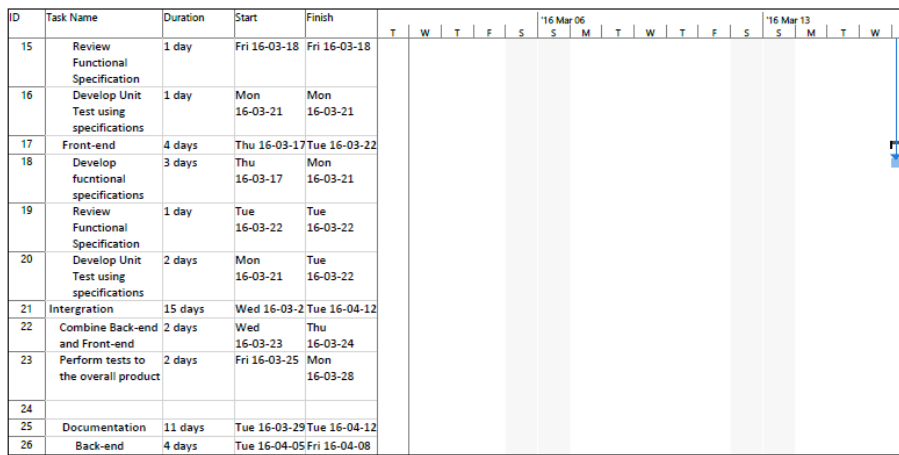 ID Task Name Duration Start Finish '16 Mar 06 '16 Mar 13
T W T F S S M T W T F S S M T W
15 Review 1 day Fri 16-03-18 Fri 16-03-18
Functional
Specification
16 Develop Unit 1 day Mon Mon
Test using 16-03-21 16-03-21
specifications
17 Front-end 4 days Thu 16-03-17 Tue 16-03-22
18 Develop 3 days Thu Mon
fucntional 16-03-17 16-03-21
specifications
19 Review 1 day Tue Tue
Functional 16-03-22 16-03-22
Specification
20 Develop Unit 2 days Mon Tue
Test using 16-03-21 16-03-22
specifications
21 Intergration 15 days Wed 16-03-2 Tue 16-04-12
22 Combine Back-end 2 days Wed Thu
and Front-end 16-03-23 16-03-24
23 Perform tests to 2 days Fri 16-03-25 Mon
the overall product 16-03-28
24
25 Documentation 11 days Tue 16-03-29 Tue 16-04-12
26 Back-end 4 days Tue 16-04-05 Fri 16-04-08